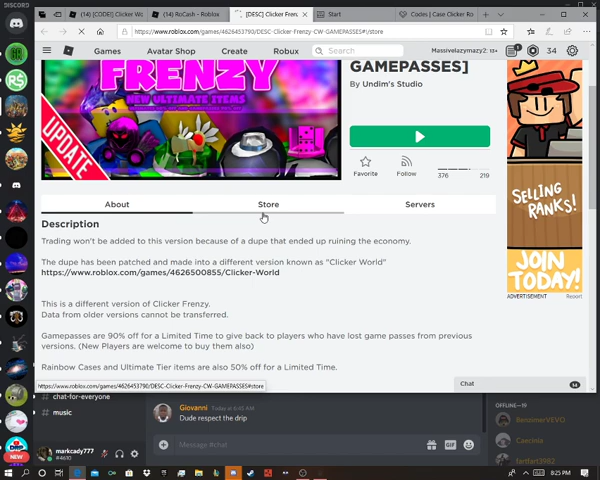 DISCORD
(14) [CODE!] Clicker Wo
(14) RoCash - Roblox
[DESC] Clicker Frenz
Start
Codes | Case Clicker Ro
https://www.roblox.com/games/4626453790/DESC-Clicker-Frenzy-CW-GAMEPASSES#!/store
Games
Avatar Shop
Create
Robux
Search
Massivelazymazy2: 13+
34
FRENZY
NEW ULTIMATE ITEMS
UPDATE
GAMEPASSES]
By Undim's Studio
Favorite
Follow
376
219
SELLING
RANKS!
JOIN
TODAY!
ADVERTISEMENT
Report
About
Store
Servers
Description
Trading won't be added to this version because of a dupe that ended up ruining the economy.
The dupe has been patched and made into a different version known as "Clicker World"
https://www.roblox.com/games/4626500855/Clicker-World
This is a different version of Clicker Frenzy.
Data from older versions cannot be transferred.
Gamepasses are 90% off for a Limited Time to give back to players who have lost game passes from previous
versions. (New Players are welcome to buy them also)
Rainbow Cases and Ultimate Tier items are also 50% off for a Limited Time.
https://www.roblox.com/games/4626453790/DESC-Clicker-Frenzy-CW-GAMEPASSES#!/store
Chat
14
chat-for-everyone
music
Giovanni Today at 6:45 AM
Dude respect the drip
Message #chat
GIF
OFFLINE—19
BenomerVEVO
Caecinia
fartfart3992
NEW
markcady777
#4610
8:25 PM